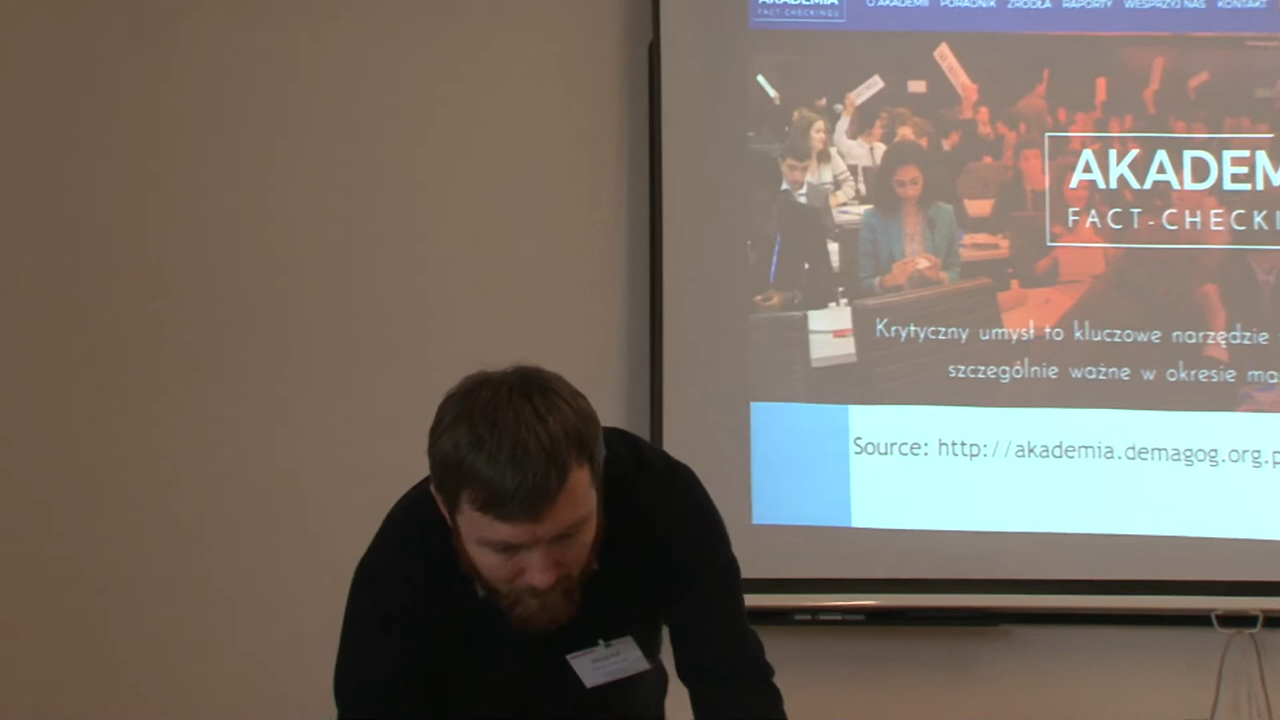 AKADEMIA
FACT-CHECKINGU
O AKADEMII PORADNIK ŹRÓDŁA RAPORTY WESPRZYJ NAS KONTAKT
AKADEM
FACT-CHECKI
Krytyczny umysł to kluczowe narzędzie
szczególnie ważne w okresie ma
Source: http://akademia.demagog.org.p